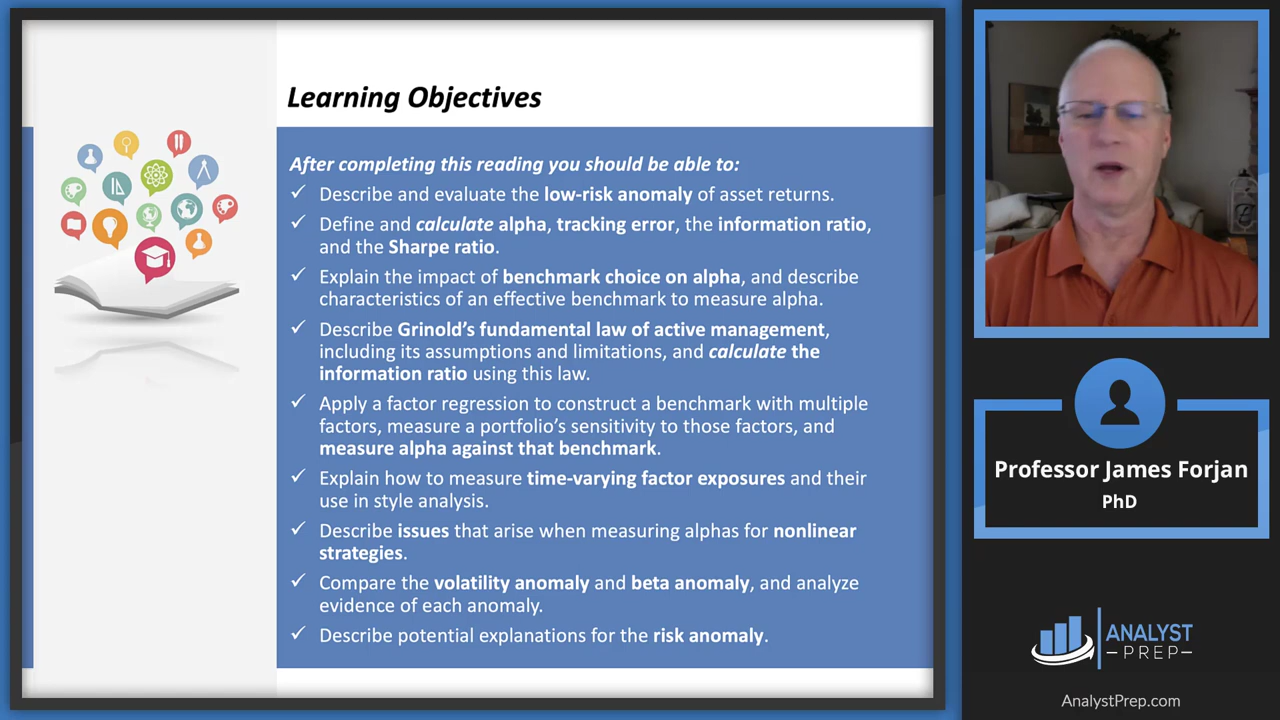 Learning Objectives
After completing this reading you should be able to:
✓ Describe and evaluate the low-risk anomaly of asset returns.
✓ Define and calculate alpha, tracking error, the information ratio,
and the Sharpe ratio.
✓ Explain the impact of benchmark choice on alpha, and describe
characteristics of an effective benchmark to measure alpha.
✓ Describe Grinold's fundamental law of active management,
including its assumptions and limitations, and calculate the
information ratio using this law.
✓ Apply a factor regression to construct a benchmark with multiple
factors, measure a portfolio's sensitivity to those factors, and
measure alpha against that benchmark.
✓ Explain how to measure time-varying factor exposures and their
use in style analysis.
✓ Describe issues that arise when measuring alphas for nonlinear
strategies.
✓ Compare the volatility anomaly and beta anomaly, and analyze
evidence of each anomaly.
✓ Describe potential explanations for the risk anomaly.
Professor James Forjan
PhD
ANALYST
PREP
AnalystPrep.com